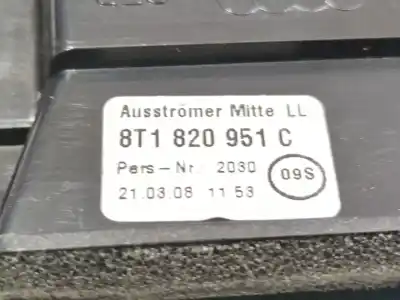 Ausströmer Mitte LL
8T1 820 951 C
Pers-Nr. 2030
09S
21.03.08 11 53